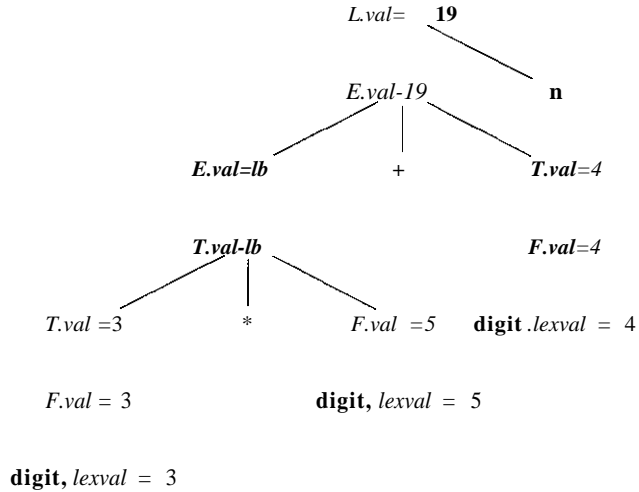 L.val= 19
E.val-19 n
E.val=lb + T.val=4
T.val-lb F.val=4
T.val =3 * F.val =5 digit .lexval = 4
F.val = 3 digit, lexval = 5
digit, lexval = 3